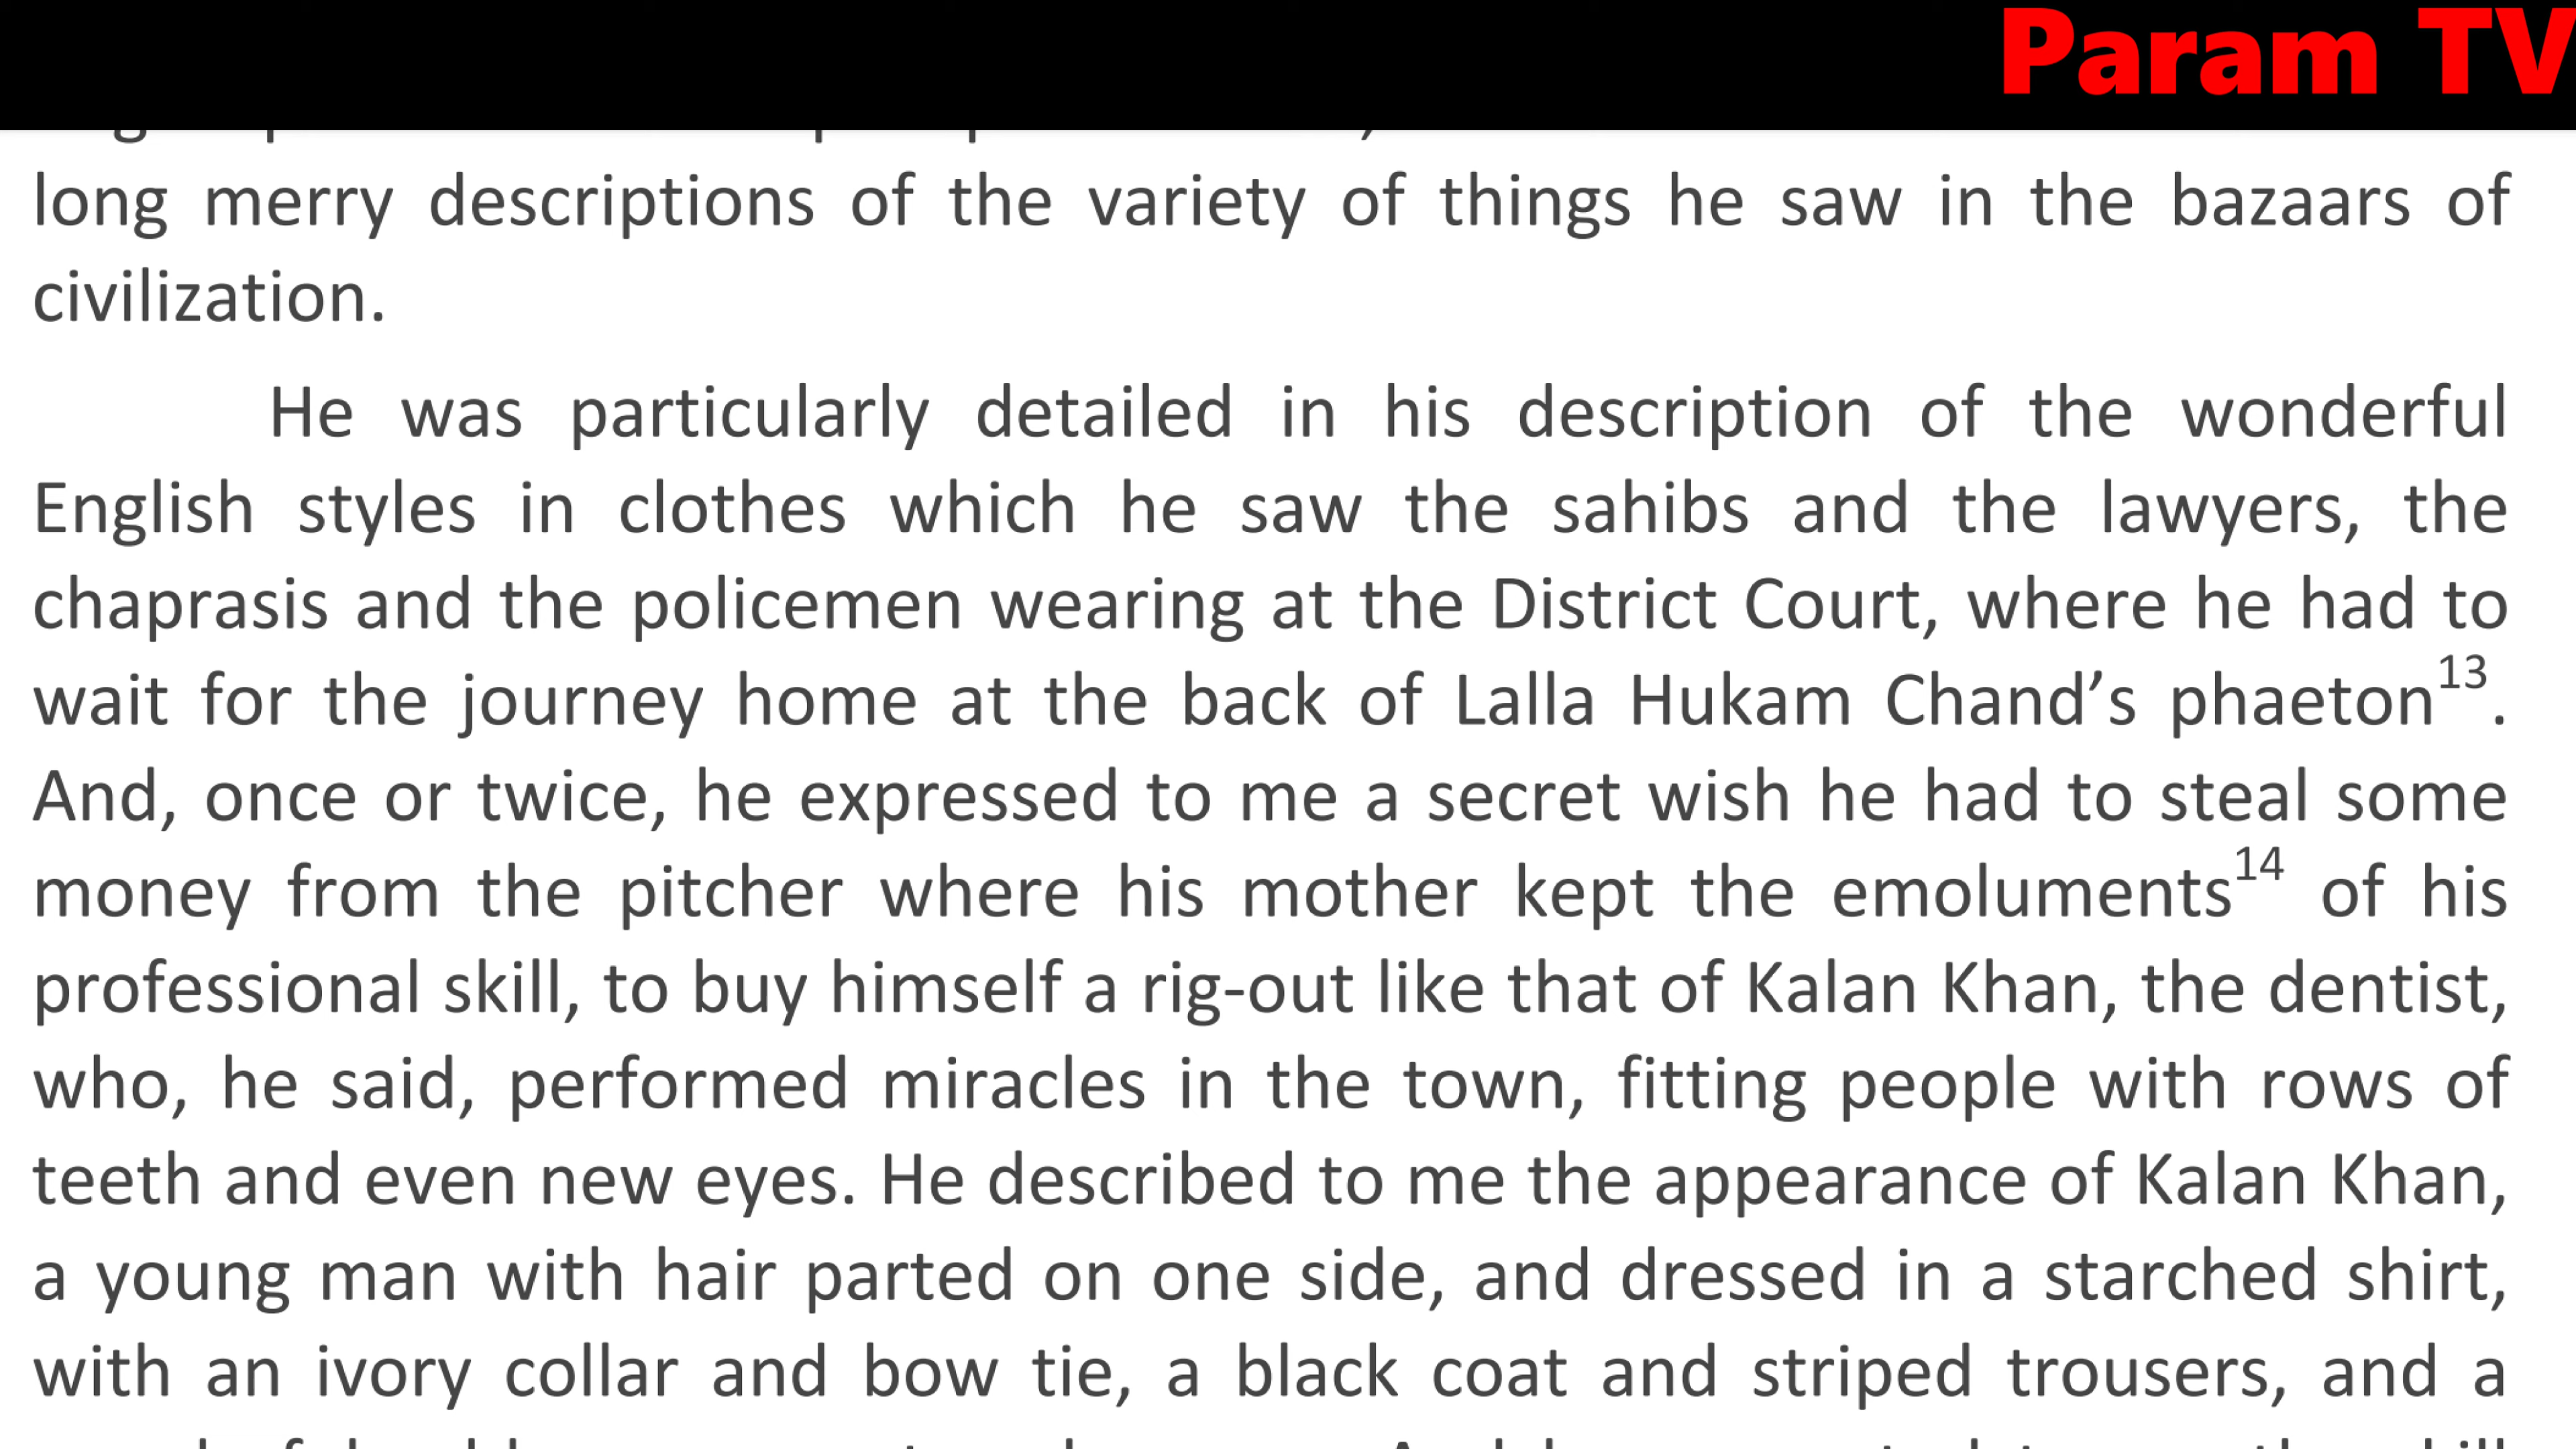 Param TV
long merry descriptions of the variety of things he saw in the bazaars of
civilization.
He was particularly detailed in his description of the wonderful
English styles in clothes which he saw the sahibs and the lawyers, the
chaprasis and the policemen wearing at the District Court, where he had to
wait for the journey home at the back of Lalla Hukam Chand’s phaeton¹³.
And, once or twice, he expressed to me a secret wish he had to steal some
money from the pitcher where his mother kept the emoluments¹⁴ of his
professional skill, to buy himself a rig-out like that of Kalan Khan, the dentist,
who, he said, performed miracles in the town, fitting people with rows of
teeth and even new eyes. He described to me the appearance of Kalan Khan,
a young man with hair parted on one side, and dressed in a starched shirt,
with an ivory collar and bow tie, a black coat and striped trousers, and a